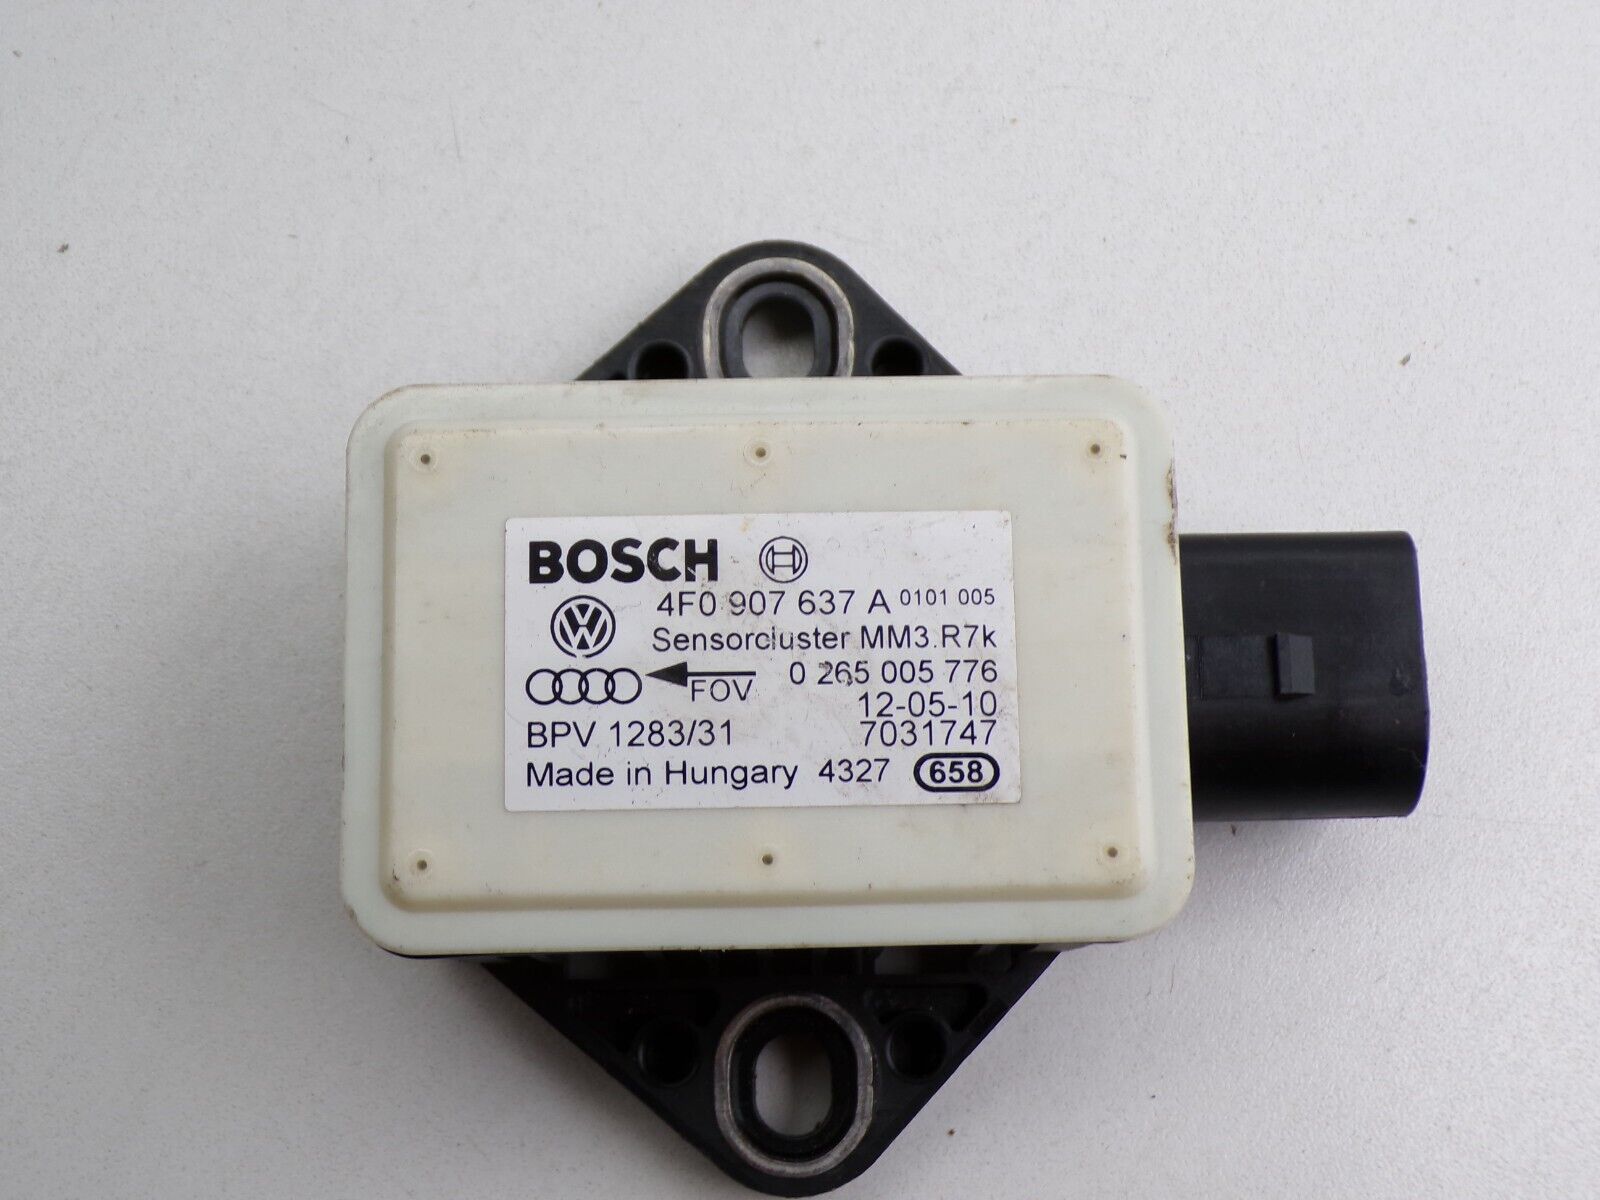 BOSCH
4F0 907 637 A 0101 005
Sensorcluster MM3.R7k
FOV 0 265 005 776
12-05-10
BPV 1283/31 7031747
Made in Hungary 4327 658